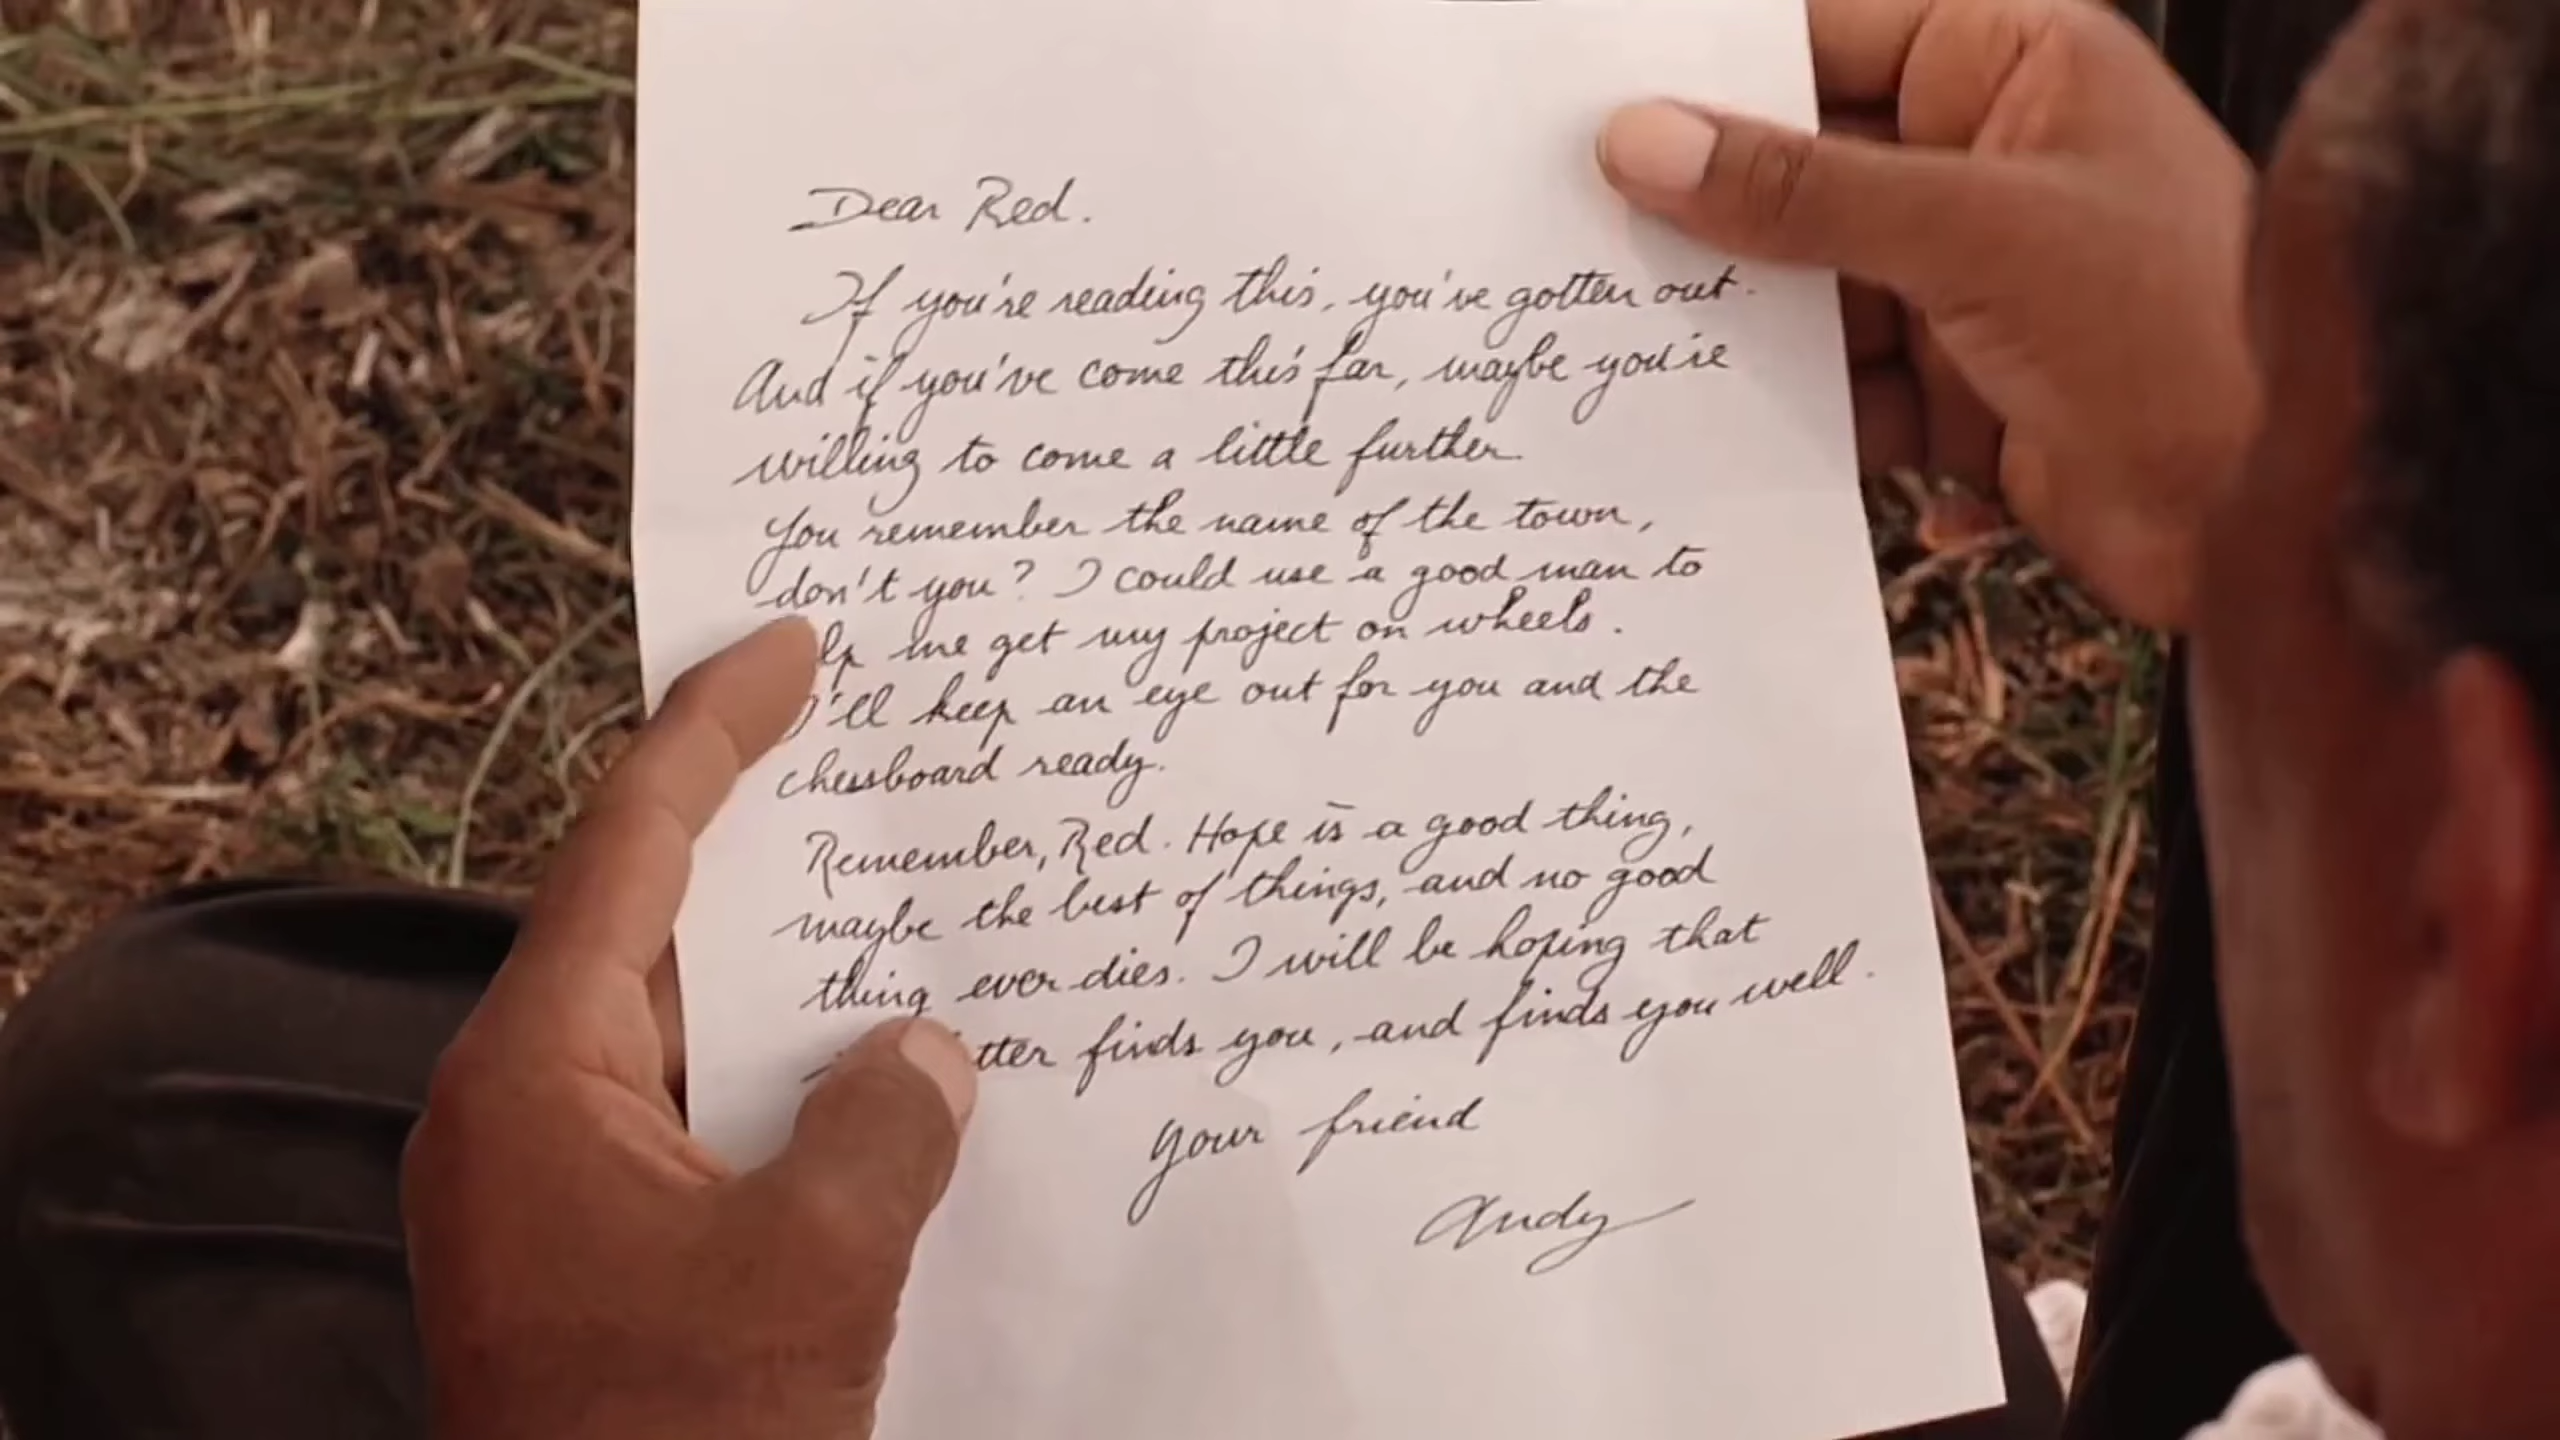 Dear Red.
If you're reading this, you've gotten out.
And if you've come this far, maybe you're
willing to come a little further.
You remember the name of the town,
don't you? I could use a good man to
lp me get my project on wheels.
I'll keep an eye out for you and the
chessboard ready.
Remember, Red. Hope is a good thing,
maybe the best of things, and no good
thing ever dies. I will be hoping that
tter finds you, and finds you well.
Your friend
Andy